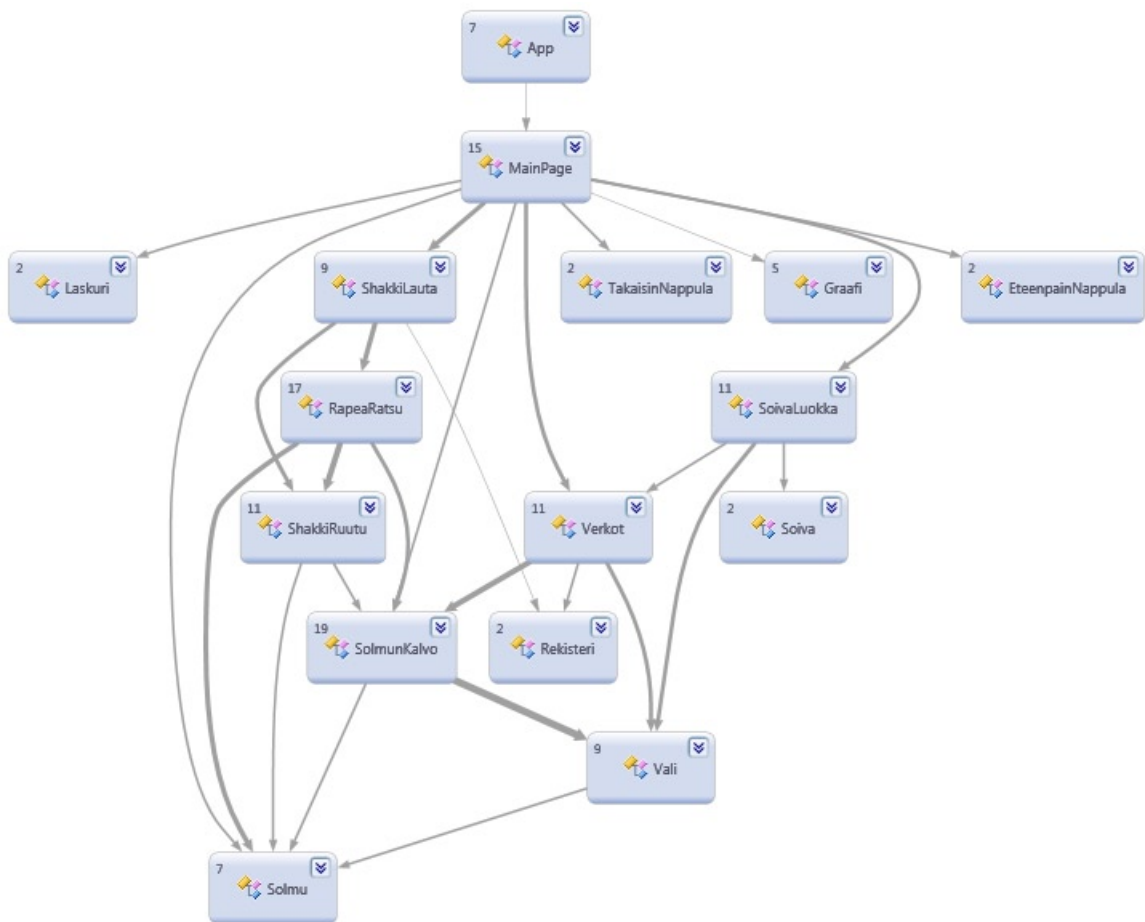 7
App
15
MainPage
2
Laskuri
9
ShakkiLauta
2
TakaisinNappula
5
Graafi
2
EteenpainNappula
17
RapeaRatsu
11
SoivaLuokka
11
ShakkiRuutu
11
Verkot
2
Soiva
19
SolmunKalvo
2
Rekisteri
9
Vali
7
Solmu